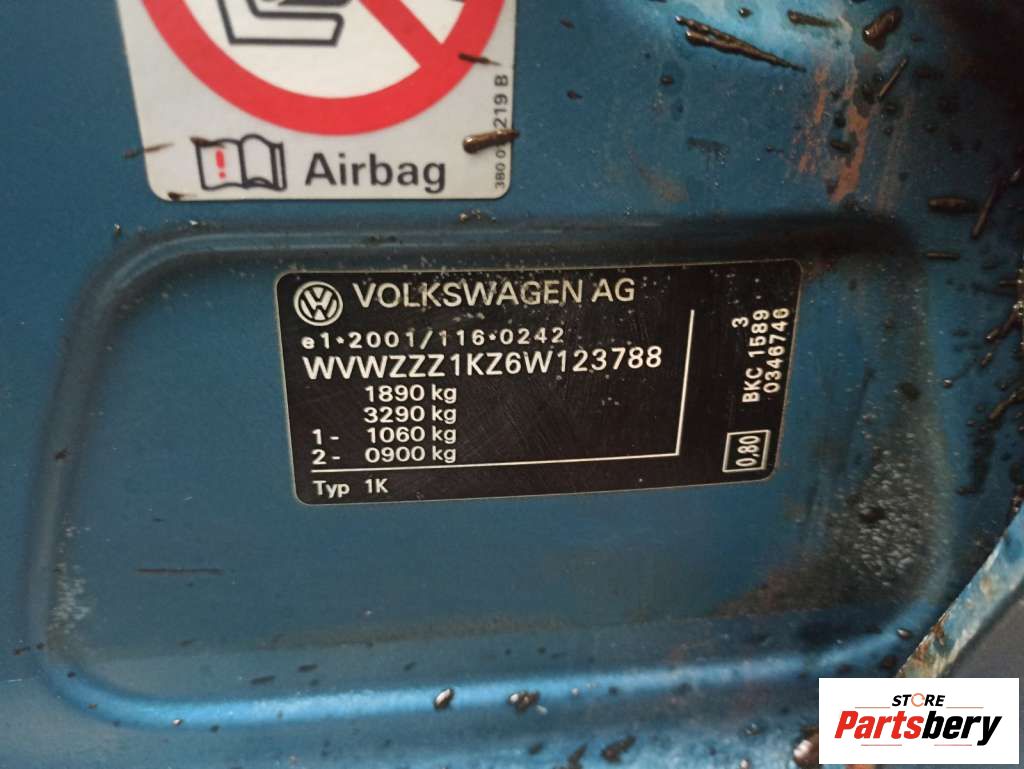 Airbag
VOLKSWAGEN AG
e1*2001/116*0242
WVWZZZ1KZ6W123788
1890 kg
3290 kg
1- 1060 kg
2- 0900 kg
Typ 1K
3
BKC 1589
0346746
0,80
STORE
Partsbery